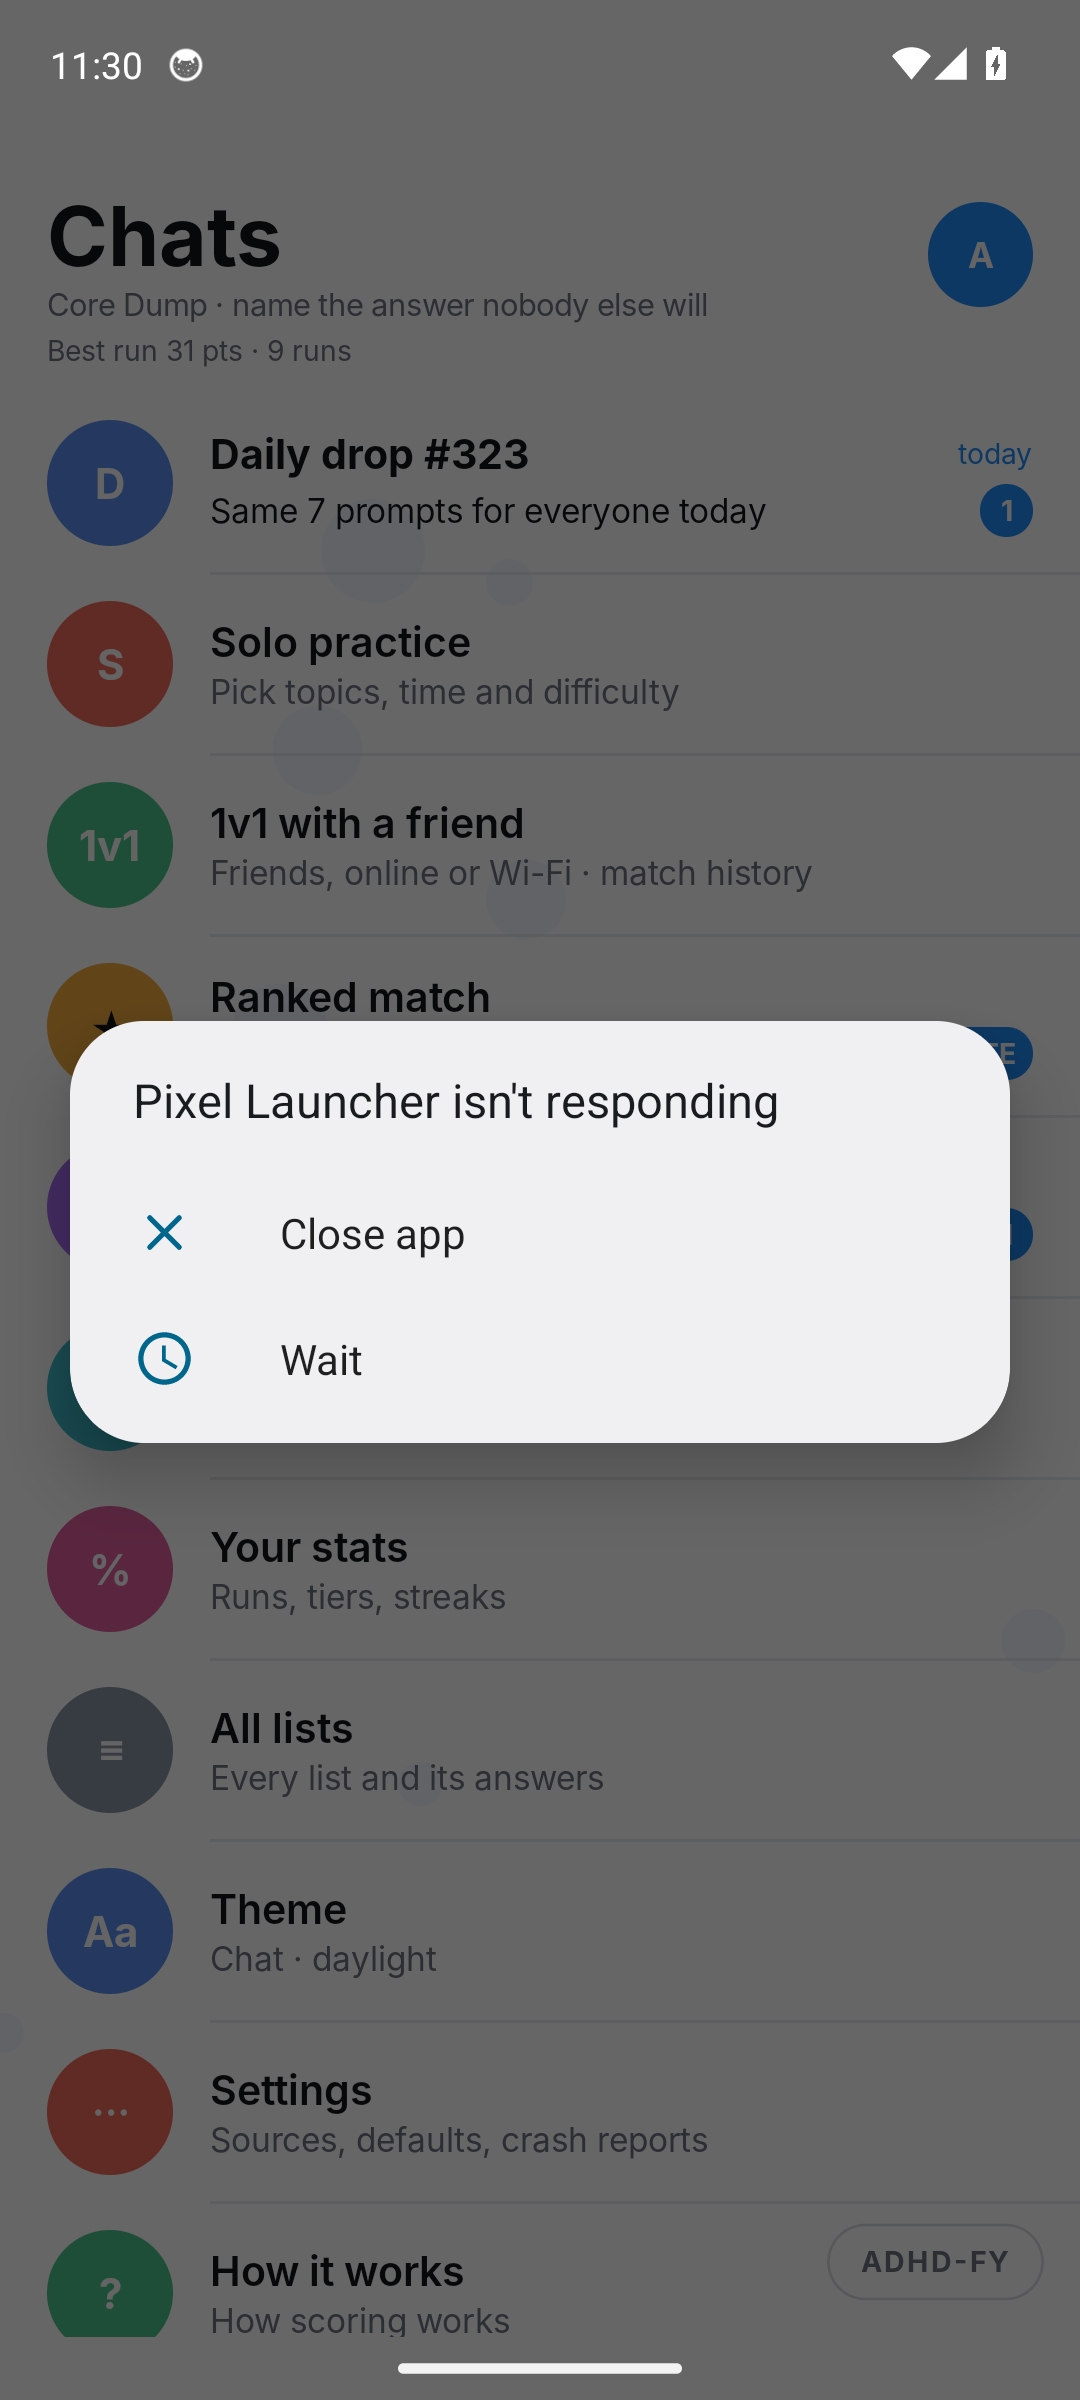 11:30
Chats
A
Core Dump · name the answer nobody else will
Best run 31 pts · 9 runs
D
Daily drop #323
today
Same 7 prompts for everyone today
1
S
Solo practice
Pick topics, time and difficulty
1v1
1v1 with a friend
Friends, online or Wi-Fi · match history
Ranked match
Pixel Launcher isn't responding
Close app
Wait
%
Your stats
Runs, tiers, streaks
All lists
Every list and its answers
Aa
Theme
Chat · daylight
...
Settings
Sources, defaults, crash reports
?
How it works
How scoring works
ADHD-FY